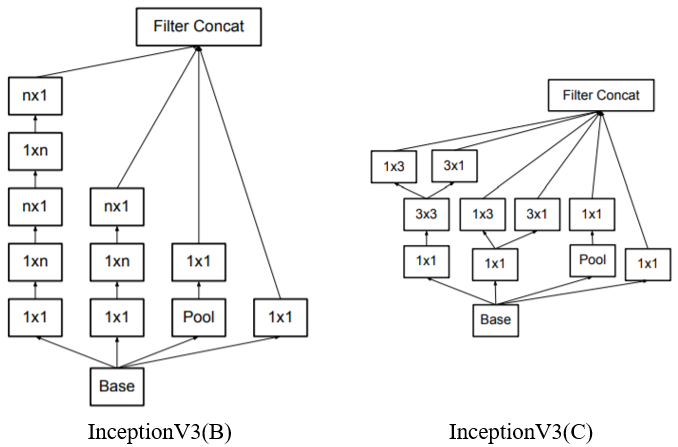 Filter Concat
nx1
1xn
nx1
nx1
1xn
1xn
1x1
1x1
1x1
Pool
1x1
Base
InceptionV3(B)
Filter Concat
1x3
3x1
3x3
1x3
3x1
1x1
1x1
1x1
Pool
1x1
Base
InceptionV3(C)